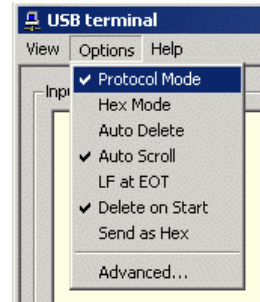 USB terminal
View Options Help
Inpu
Protocol Mode
Hex Mode
Auto Delete
Auto Scroll
LF at EOT
Delete on Start
Send as Hex
Advanced...